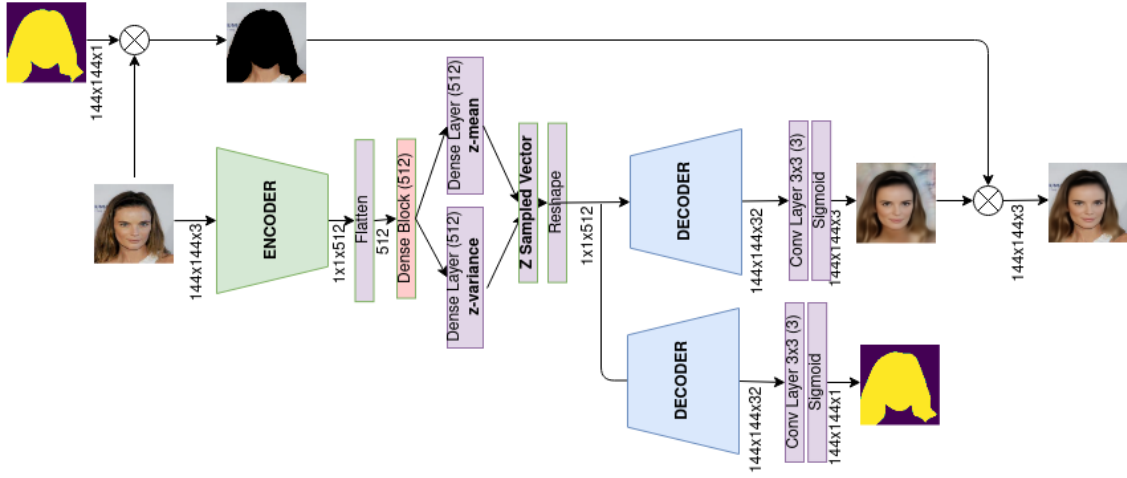 144x144x1
144x144x3
ENCODER
1x1x512
Flatten
512
Dense Block (512)
Dense Layer (512)
z-mean
Dense Layer (512)
z-variance
Z Sampled Vector
Reshape
1x1x512
DECODER
144x144x32
Conv Layer 3x3 (3)
Sigmoid
144x144x3
144x144x3
DECODER
144x144x32
Conv Layer 3x3 (3)
Sigmoid
144x144x1